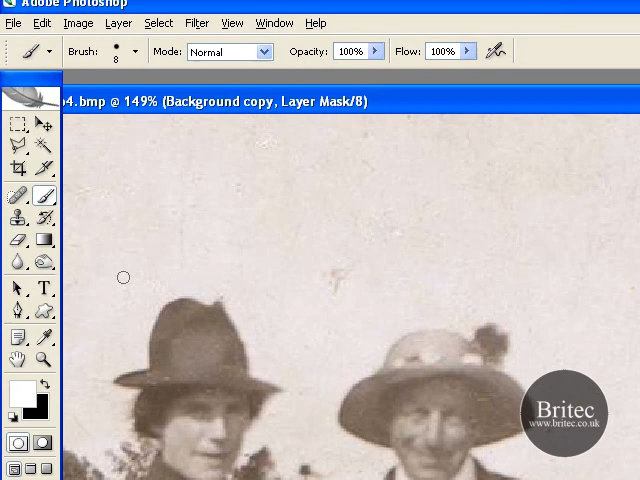 Adobe Photoshop
File Edit Image Layer Select Filter View Window Help
Brush: 8 Mode: Normal Opacity: 100% Flow: 100%
4.bmp @ 149% (Background copy, Layer Mask/8)
T
Britec
www.britec.co.uk